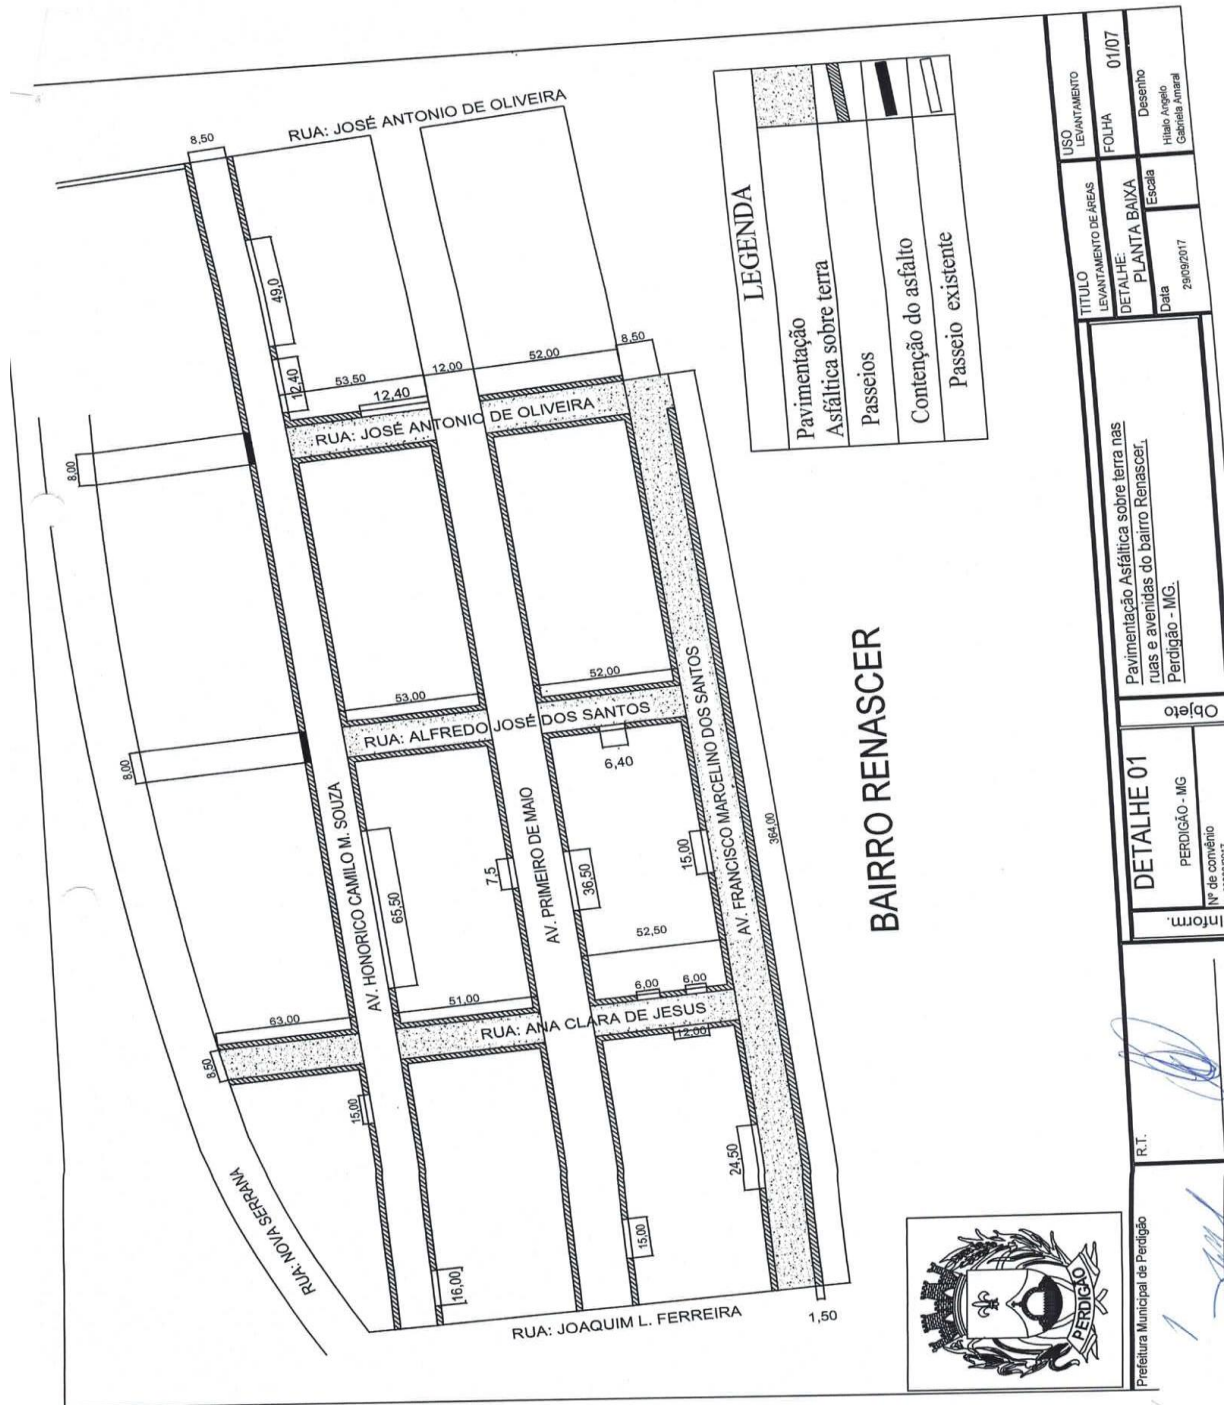 8,50
RUA: JOSÉ ANTONIO DE OLIVEIRA
49,0
12,40
53,50
12,40
12,00
52,00
8,50
RUA: JOSÉ ANTONIO DE OLIVEIRA
8,00
8,00
53,00
52,00
RUA: ALFREDO JOSÉ DOS SANTOS
6,40
AV. HONORICO CAMILO M. SOUZA
65,50
7,5
AV. PRIMEIRO DE MAIO
36,50
15,00
AV. FRANCISCO MARCELINO DOS SANTOS
364,00
52,50
63,00
51,00
6,00
6,00
RUA: ANA CLARA DE JESUS
12,00
8,50
15,00
24,50
RUA: NOVA SERRANA
16,00
15,00
RUA: JOAQUIM L. FERREIRA
1,50
BAIRRO RENASCER
LEGENDA
Pavimentação
Asfáltica sobre terra
Passeios
Contenção do asfalto
Passeio existente
PERDIGÃO
Prefeitura Municipal de Perdigão
R.T.
Inform.
DETALHE 01
PERDIGÃO - MG
Nº de convênio
Objeto
Pavimentação Asfáltica sobre terra nas
ruas e avenidas do bairro Renascer,
Perdigão - MG.
TITULO
LEVANTAMENTO DE ÁREAS
USO
LEVANTAMENTO
DETALHE:
PLANTA BAIXA
FOLHA
01/07
Data
29/09/2017
Escala
Desenho
Hitalo Angelo
Gabriela Amaral